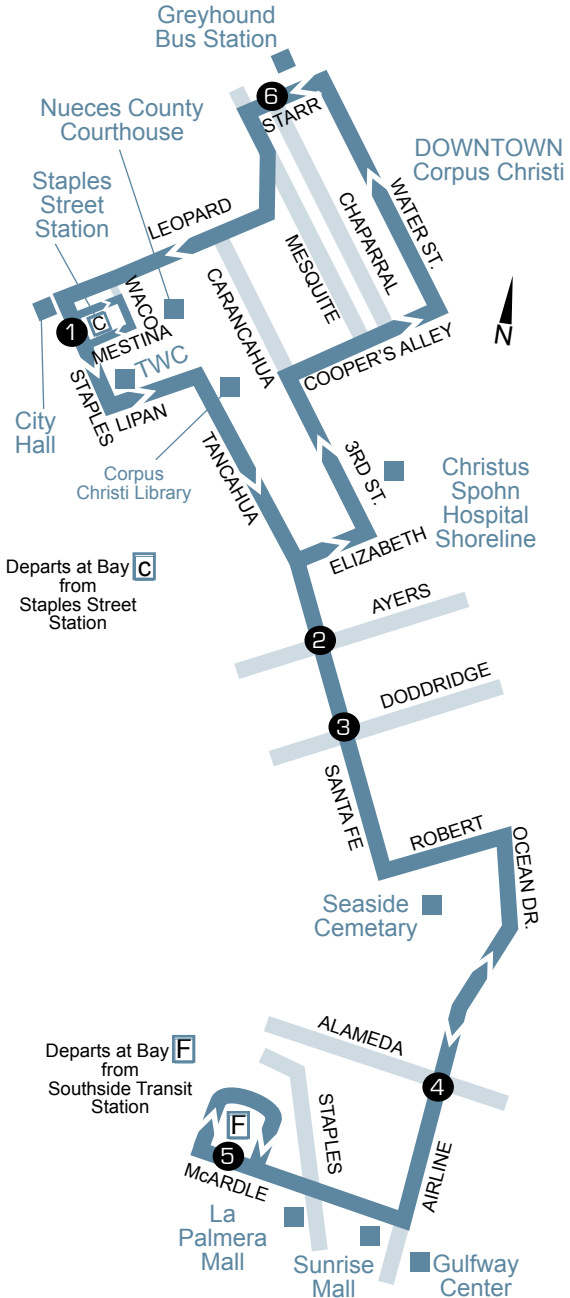 Greyhound
Bus Station
6
STARR
Nueces County
Courthouse
DOWNTOWN
Corpus Christi
Staples
Street
Station
LEOPARD
WATER ST.
CHAPARRAL
MESQUITE
CARANCAHUA
WACO
C
1
MESTINA
COOPER'S ALLEY
N
TWC
STAPLES
LIPAN
City
Hall
TANCAHUA
3RD ST.
Corpus
Christi Library
Christus
Spohn
Hospital
Shoreline
ELIZABETH
Departs at Bay C
from
Staples Street
Station
AYERS
2
DODDRIDGE
3
SANTA FE
ROBERT
OCEAN DR.
Seaside
Cemetary
ALAMEDA
Departs at Bay F
from
Southside Transit
Station
4
STAPLES
F
5
McARDLE
AIRLINE
La
Palmera
Mall
Sunrise
Mall
Gulfway
Center